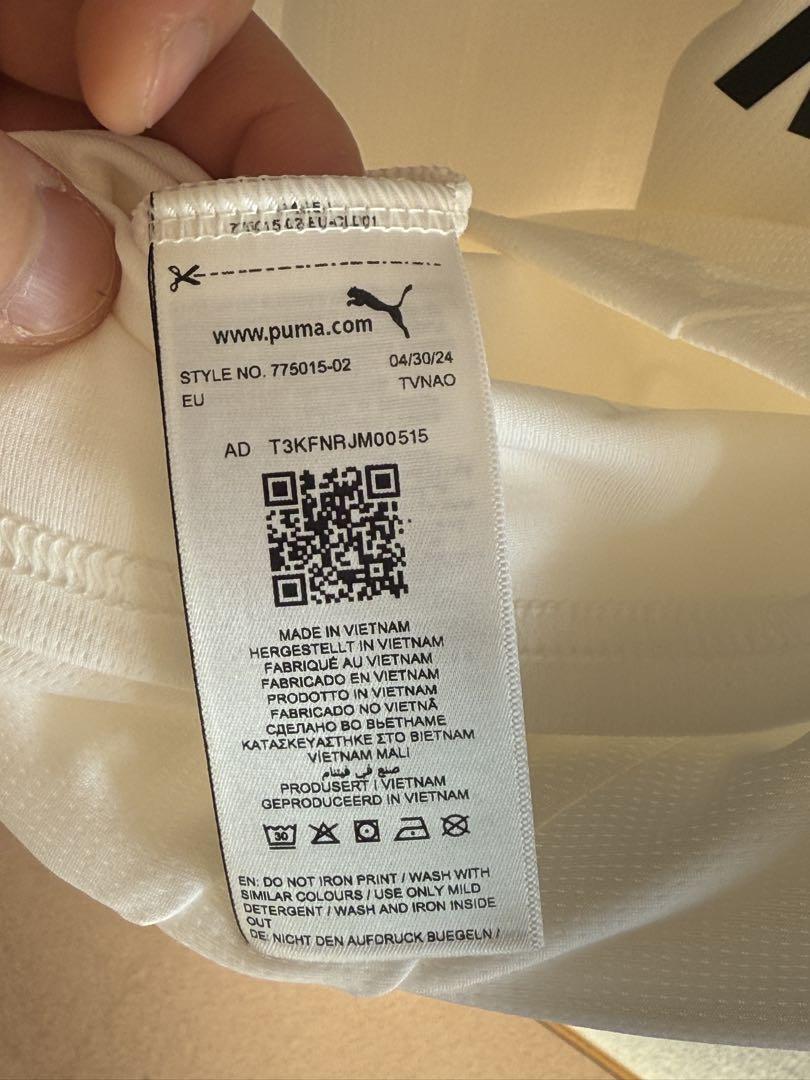 www.puma.com
STYLE NO. 775015-02 04/30/24
EU TVNAO
AD T3KFNRJM00515
MADE IN VIETNAM
HERGESTELLT IN VIETNAM
FABRIQUÉ AU VIETNAM
FABRICADO EN VIETNAM
PRODOTTO IN VIETNAM
FABRICADO NO VIETNÃ
СДЕЛАНО ВО ВЬЕТНАМЕ
ΚΑΤΑΣΚΕΥΑΣΤΗΚΕ ΣΤΟ ΒΙΕΤΝΑΜ
VİETNAM MALI
صنع في فيتنام
PRODUSERT I VIETNAM
GEPRODUCEERD IN VIETNAM
30
EN: DO NOT IRON PRINT / WASH WITH
SIMILAR COLOURS / USE ONLY MILD
DETERGENT / WASH AND IRON INSIDE
OUT
DE: NICHT DEN AUFDRUCK BUEGELN /